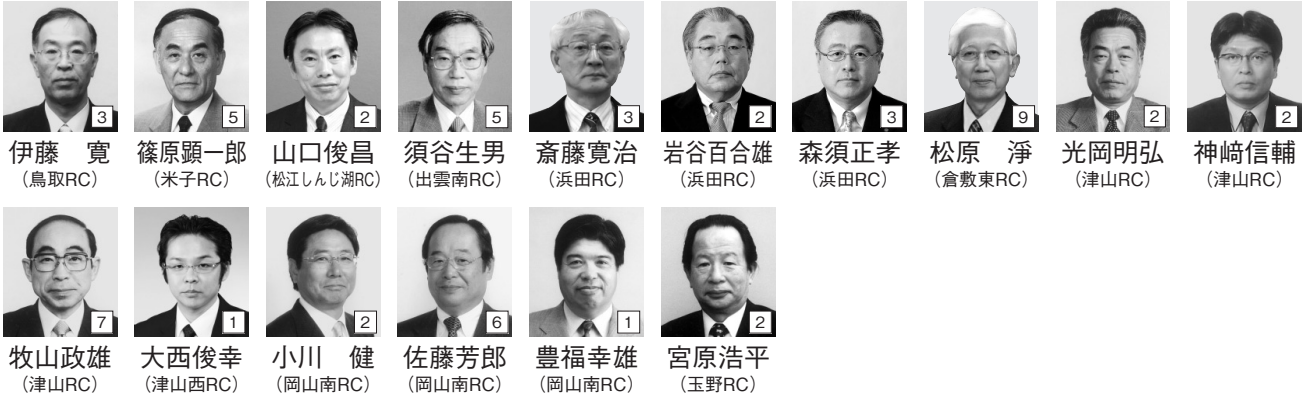 3 5 2 5 3 2 3 9 2 2
伊藤　寛 篠原顕一郎 山口俊昌 須谷生男 斎藤寛治 岩谷百合雄 森須正孝 松原　淨 光岡明弘 神﨑信輔
（鳥取RC） （米子RC） （松江しんじ湖RC） （出雲南RC） （浜田RC） （浜田RC） （浜田RC） （倉敷東RC） （津山RC） （津山RC）
7 1 2 6 1 2
牧山政雄 大西俊幸 小川　健 佐藤芳郎 豊福幸雄 宮原浩平
（津山RC） （津山西RC） （岡山南RC） （岡山南RC） （岡山南RC） （玉野RC）